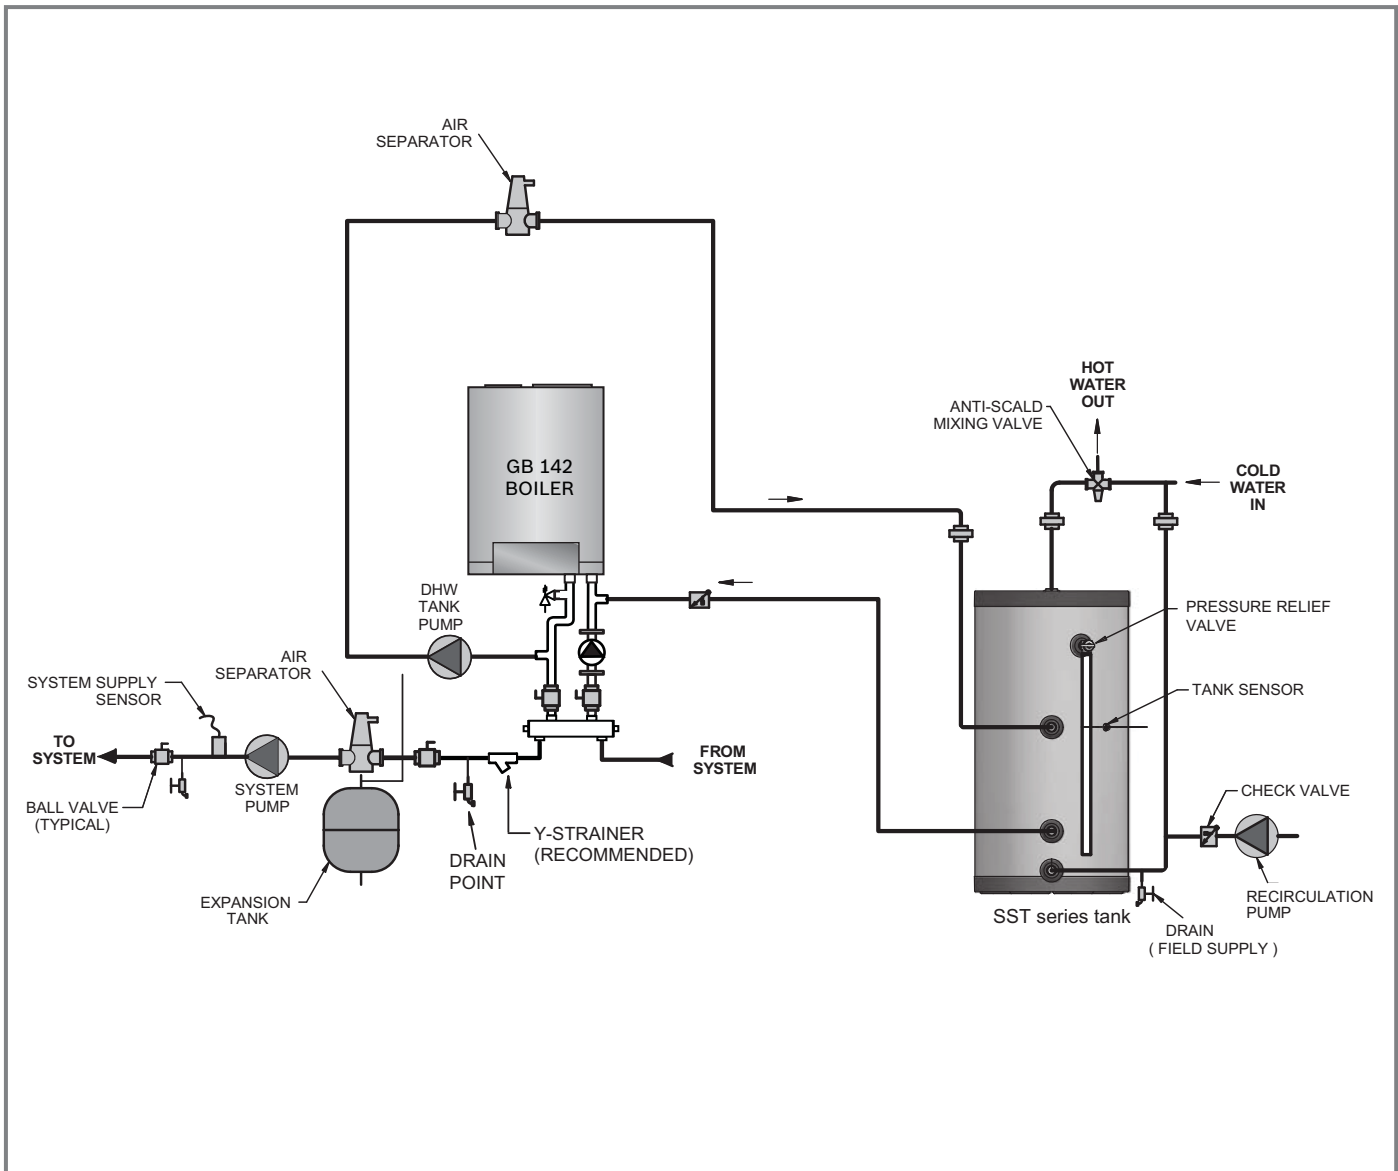 AIR
SEPARATOR
HOT
WATER
OUT
ANTI-SCALD
MIXING VALVE
COLD
WATER
IN
GB 142
BOILER
DHW
TANK
PUMP
PRESSURE RELIEF
VALVE
AIR
SEPARATOR
SYSTEM SUPPLY
SENSOR
TANK SENSOR
TO
SYSTEM
FROM
SYSTEM
SYSTEM
PUMP
BALL VALVE
(TYPICAL)
CHECK VALVE
Y-STRAINER
(RECOMMENDED)
DRAIN
POINT
EXPANSION
TANK
RECIRCULATION
PUMP
SST series tank
DRAIN
( FIELD SUPPLY )